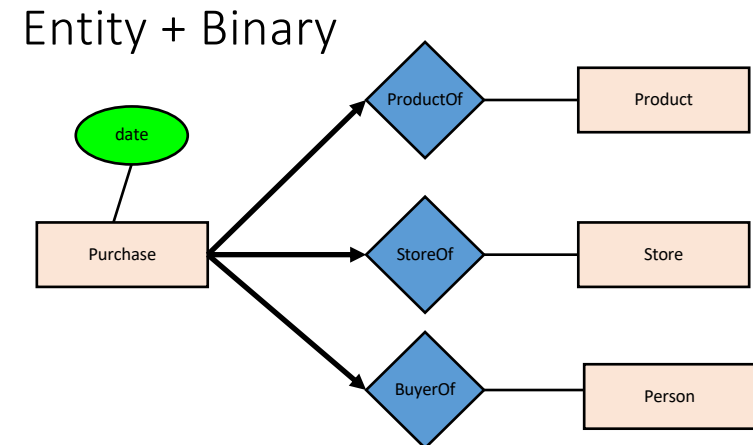 Entity + Binary
ProductOf
Product
date
Purchase
StoreOf
Store
BuyerOf
Person